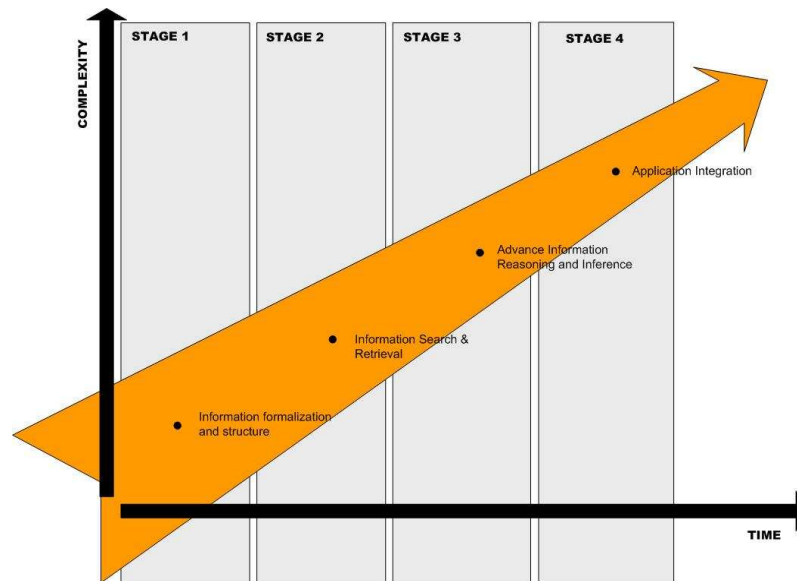 STAGE 1
STAGE 2
STAGE 3
STAGE 4
COMPLEXITY
Application Integration
Advance Information
Reasoning and Inference
Information Search &
Retrieval
Information formalization
and structure
TIME